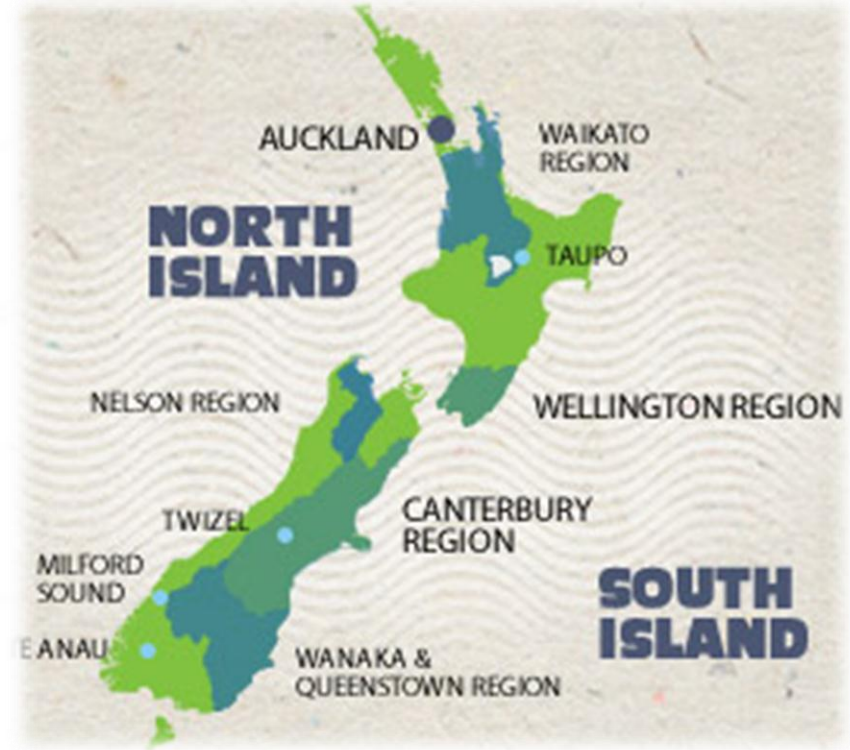 AUCKLAND
WAIKATO
REGION
NORTH
ISLAND
TAUPO
NELSON REGION
WELLINGTON REGION
TWIZEL
CANTERBURY
REGION
MILFORD
SOUND
SOUTH
ISLAND
E ANAU
WANAKA &
QUEENSTOWN REGION